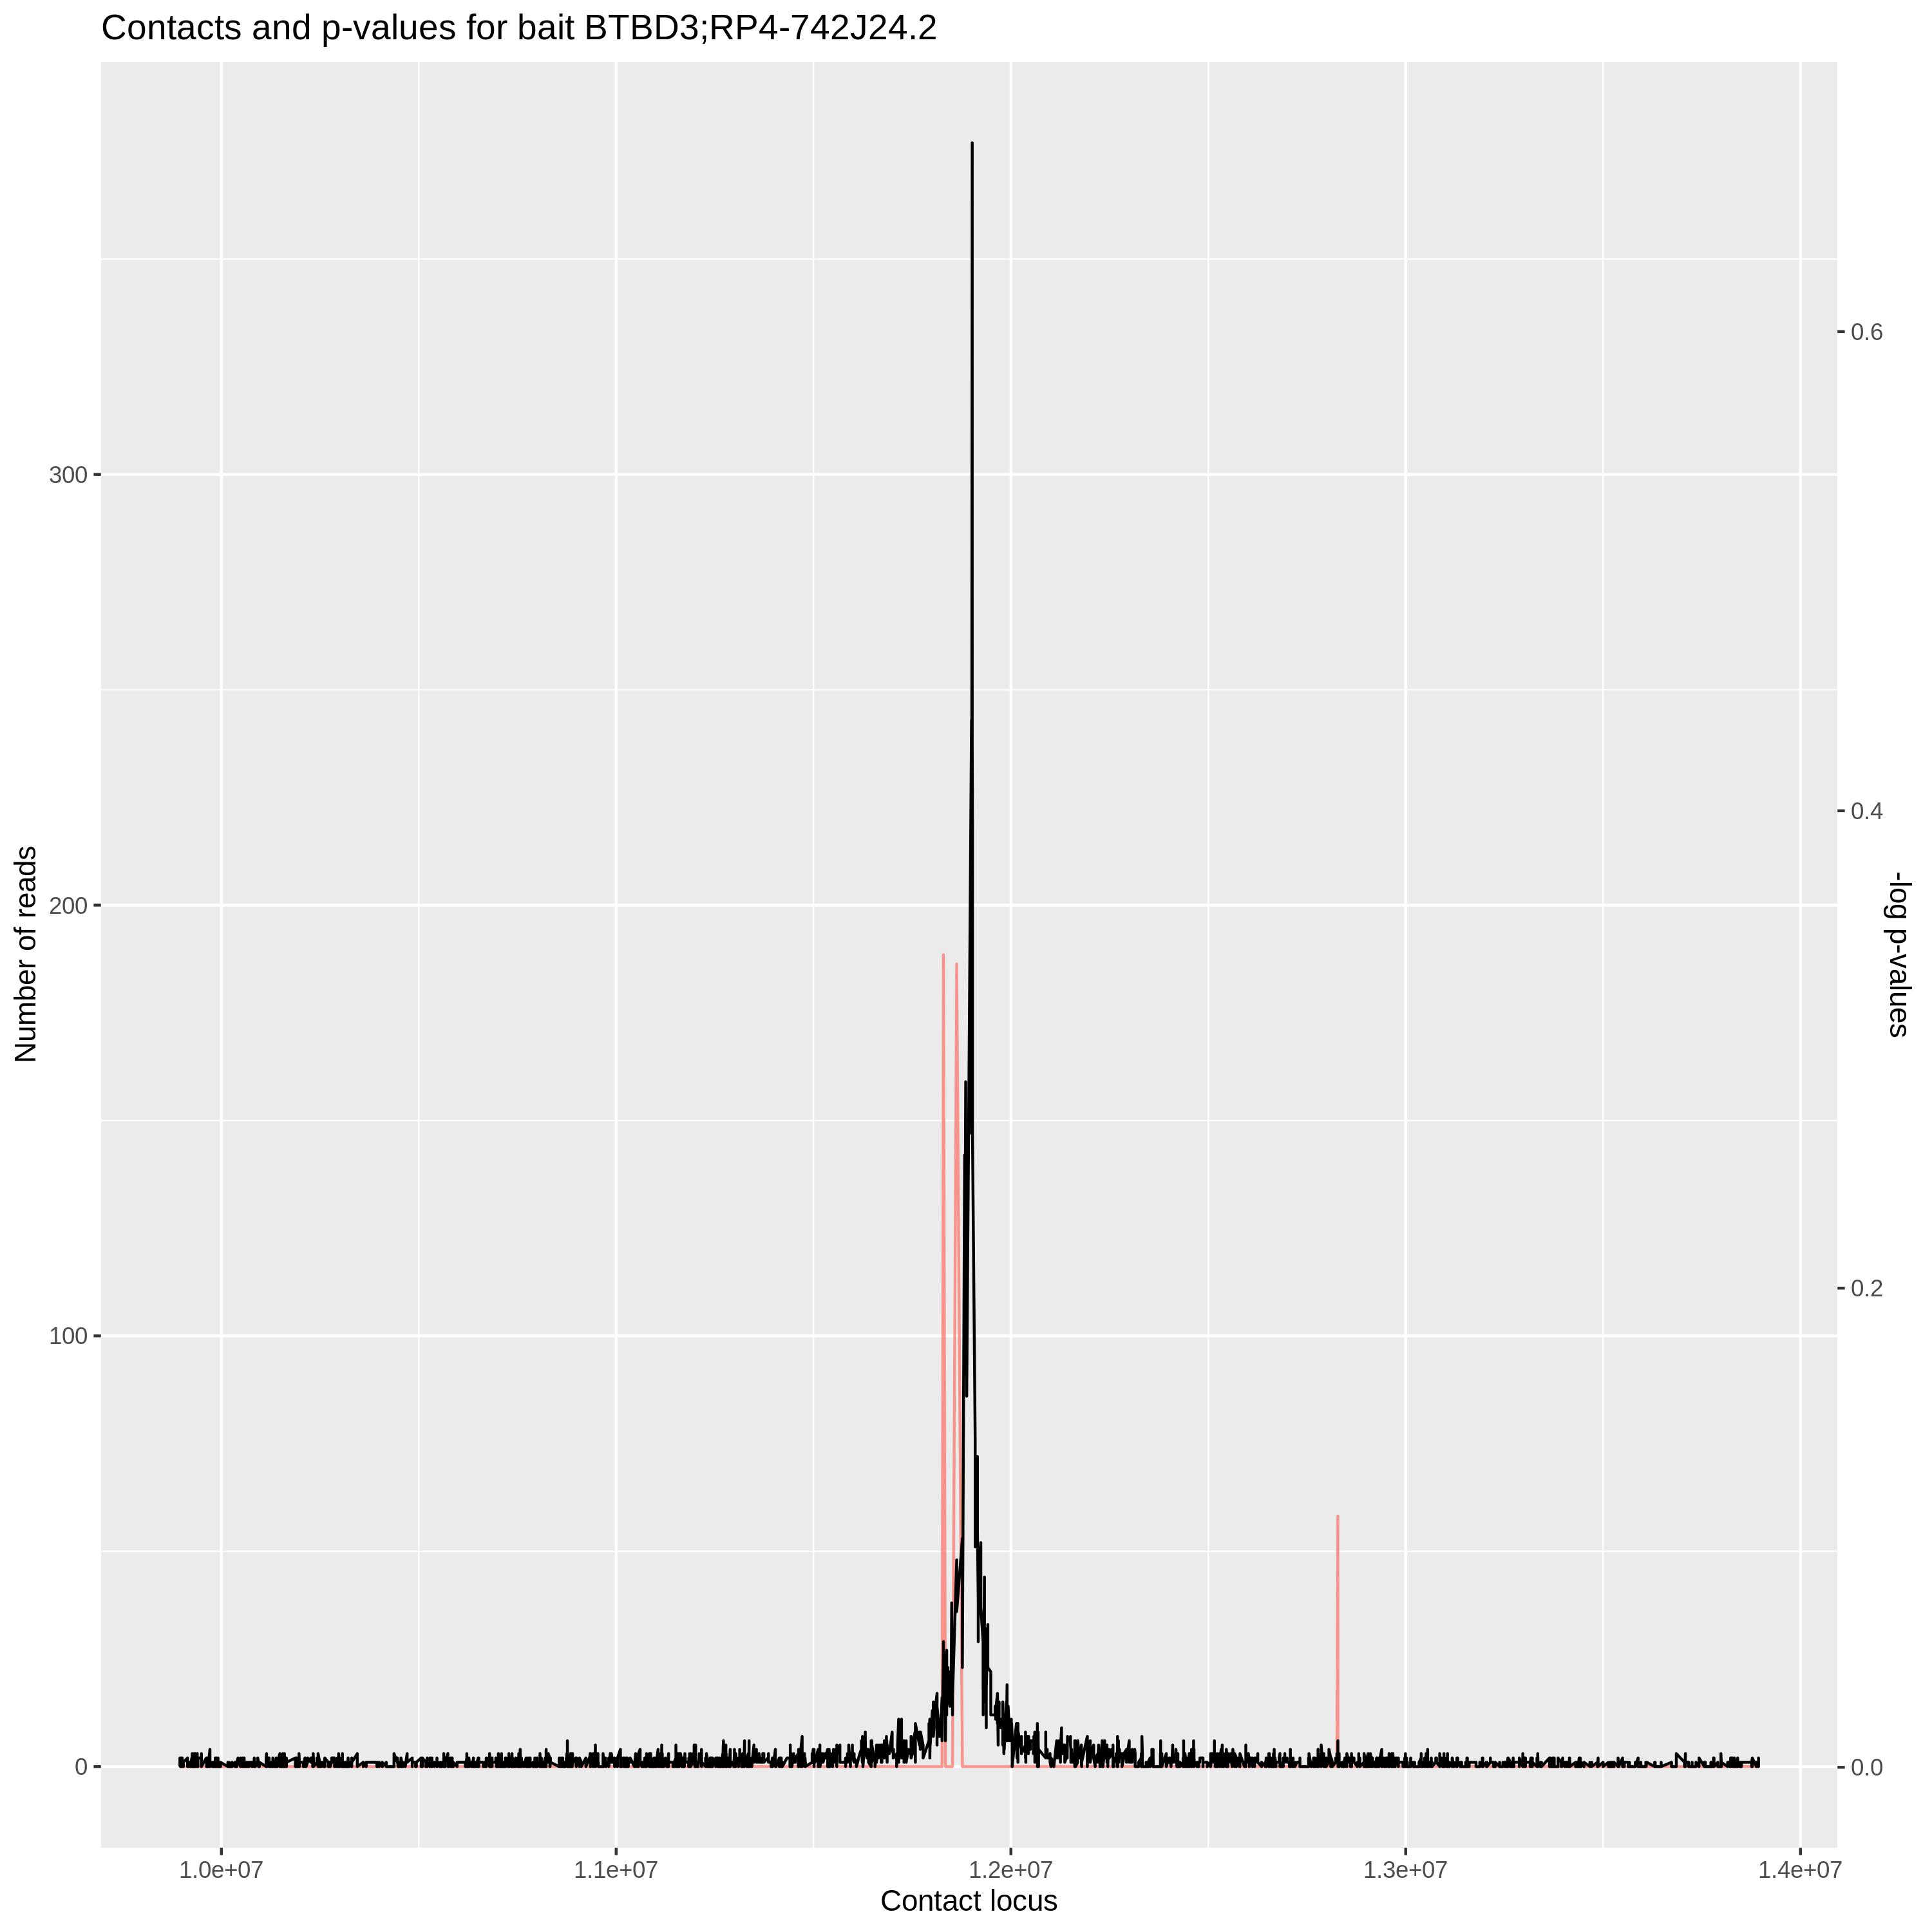 Contacts and p-values for bait BTBD3;RP4-742J24.2
300
200
100
0
Number of reads
0.6
0.4
0.2
0.0
-log p-values
1.0e+07
1.1e+07
1.2e+07
1.3e+07
1.4e+07
Contact locus